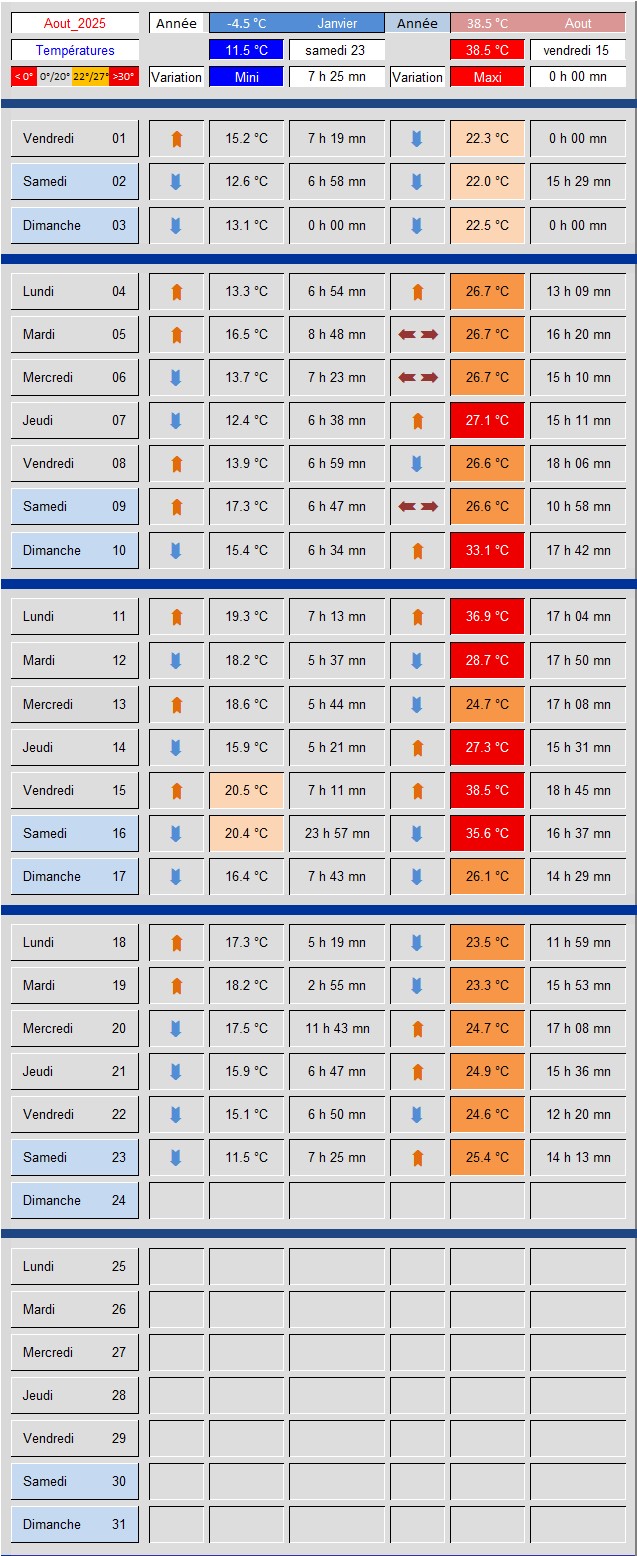 Aout_2025 Année -4.5 °C Janvier Année 38.5 °C Aout
Températures 11.5 °C samedi 23 38.5 °C vendredi 15
< 0° 0°/20° 22°/27° >30° Variation Mini 7 h 25 mn Variation Maxi 0 h 00 mn
Vendredi 01 15.2 °C 7 h 19 mn 22.3 °C 0 h 00 mn
Samedi 02 12.6 °C 6 h 58 mn 22.0 °C 15 h 29 mn
Dimanche 03 13.1 °C 0 h 00 mn 22.5 °C 0 h 00 mn
Lundi 04 13.3 °C 6 h 54 mn 26.7 °C 13 h 09 mn
Mardi 05 16.5 °C 8 h 48 mn 26.7 °C 16 h 20 mn
Mercredi 06 13.7 °C 7 h 23 mn 26.7 °C 15 h 10 mn
Jeudi 07 12.4 °C 6 h 38 mn 27.1 °C 15 h 11 mn
Vendredi 08 13.9 °C 6 h 59 mn 26.6 °C 18 h 06 mn
Samedi 09 17.3 °C 6 h 47 mn 26.6 °C 10 h 58 mn
Dimanche 10 15.4 °C 6 h 34 mn 33.1 °C 17 h 42 mn
Lundi 11 19.3 °C 7 h 13 mn 36.9 °C 17 h 04 mn
Mardi 12 18.2 °C 5 h 37 mn 28.7 °C 17 h 50 mn
Mercredi 13 18.6 °C 5 h 44 mn 24.7 °C 17 h 08 mn
Jeudi 14 15.9 °C 5 h 21 mn 27.3 °C 15 h 31 mn
Vendredi 15 20.5 °C 7 h 11 mn 38.5 °C 18 h 45 mn
Samedi 16 20.4 °C 23 h 57 mn 35.6 °C 16 h 37 mn
Dimanche 17 16.4 °C 7 h 43 mn 26.1 °C 14 h 29 mn
Lundi 18 17.3 °C 5 h 19 mn 23.5 °C 11 h 59 mn
Mardi 19 18.2 °C 2 h 55 mn 23.3 °C 15 h 53 mn
Mercredi 20 17.5 °C 11 h 43 mn 24.7 °C 17 h 08 mn
Jeudi 21 15.9 °C 6 h 47 mn 24.9 °C 15 h 36 mn
Vendredi 22 15.1 °C 6 h 50 mn 24.6 °C 12 h 20 mn
Samedi 23 11.5 °C 7 h 25 mn 25.4 °C 14 h 13 mn
Dimanche 24
Lundi 25
Mardi 26
Mercredi 27
Jeudi 28
Vendredi 29
Samedi 30
Dimanche 31